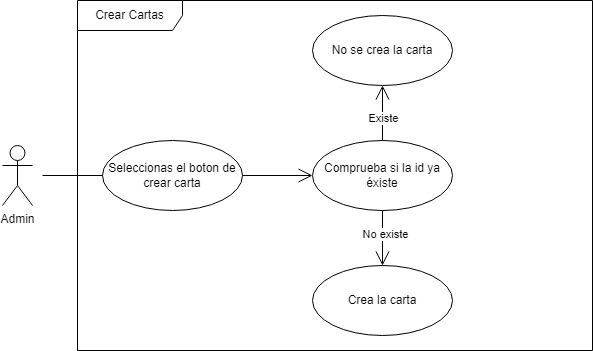 Crear Cartas
No se crea la carta
Existe
Seleccionas el boton de
crear carta
Comprueba si la id ya
éxiste
Admin
No existe
Crea la carta